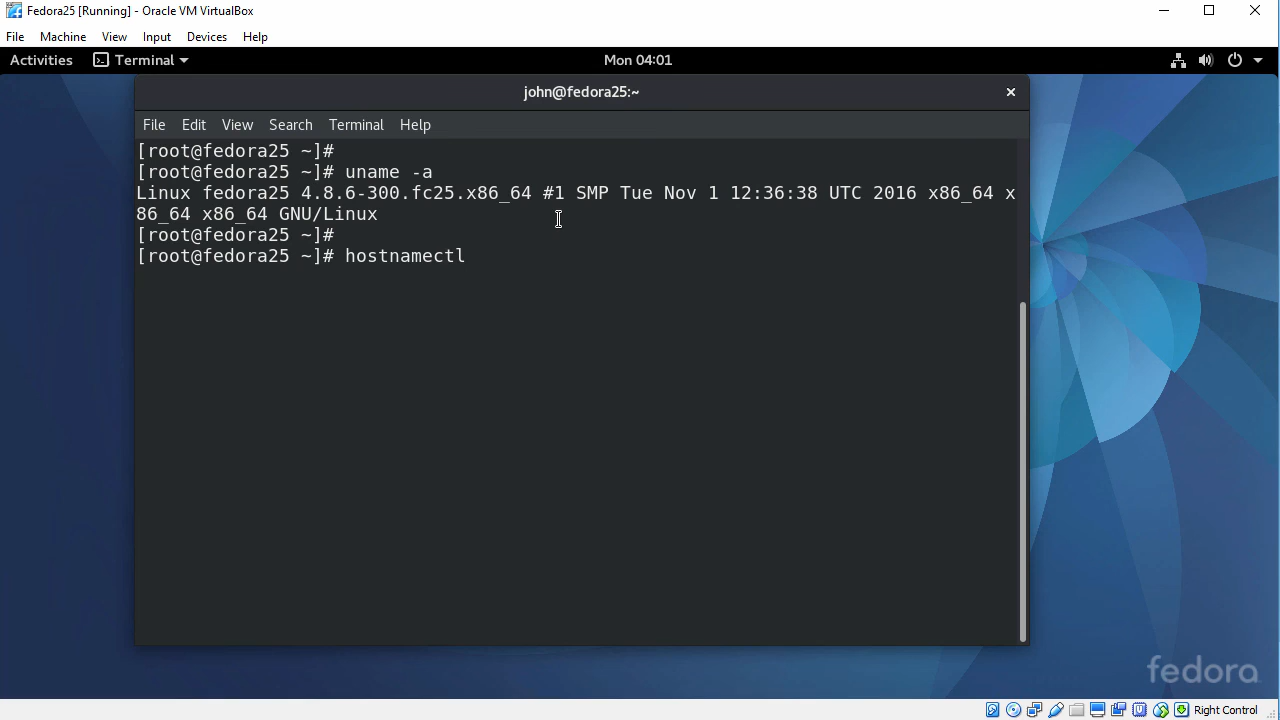 Fedora25 [Running] - Oracle VM VirtualBox
File Machine View Input Devices Help
Activities Terminal Mon 04:01
john@fedora25:~
File Edit View Search Terminal Help
[root@fedora25 ~]#
[root@fedora25 ~]# uname -a
Linux fedora25 4.8.6-300.fc25.x86_64 #1 SMP Tue Nov 1 12:36:38 UTC 2016 x86_64 x
86_64 x86_64 GNU/Linux
[root@fedora25 ~]#
[root@fedora25 ~]# hostnamectl
fedora
Right Control